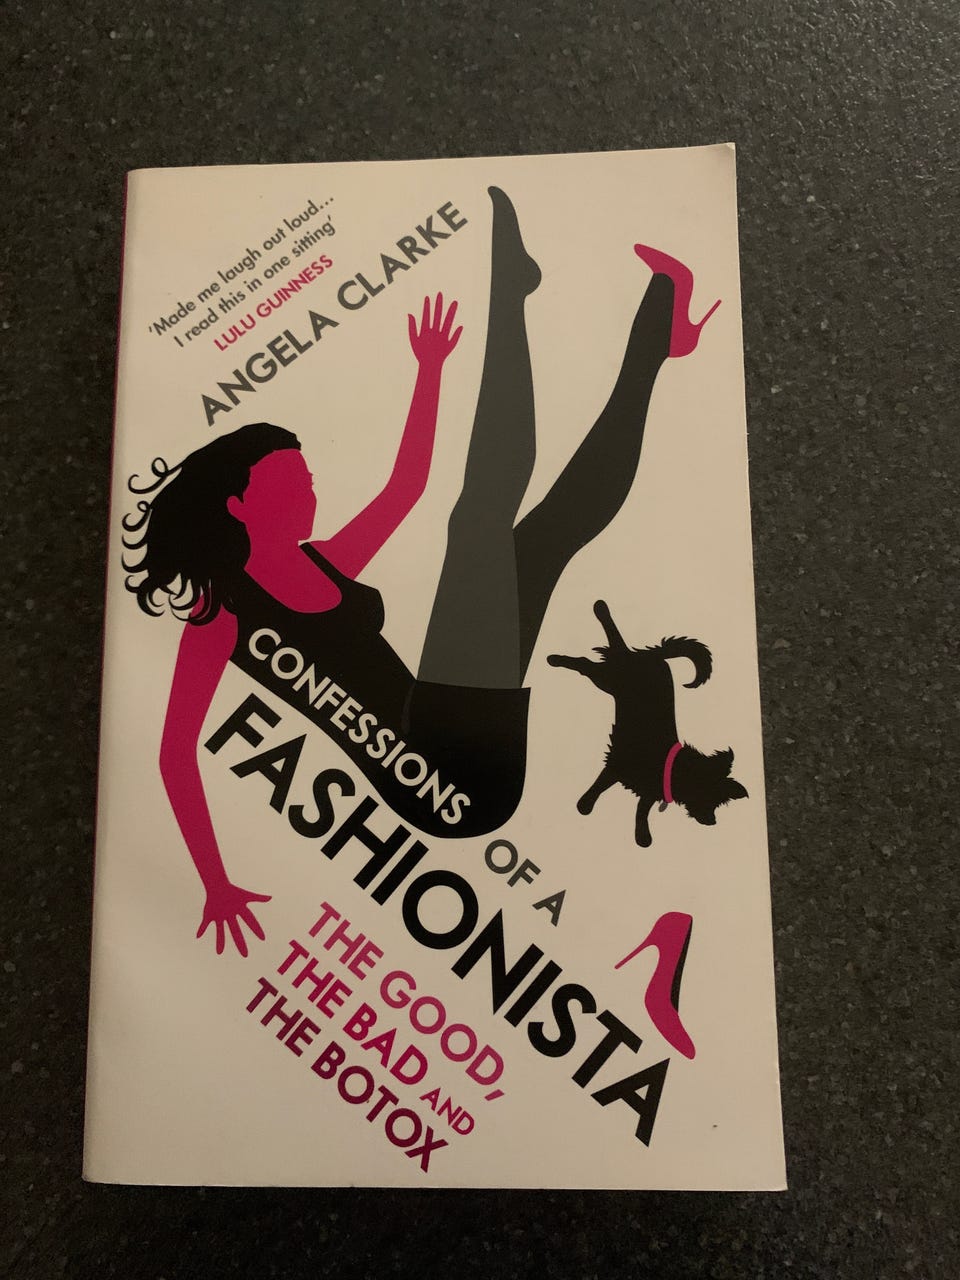 'Made me laugh out loud...
I read this in one sitting'
LULU GUINNESS
ANGELA CLARKE
CONFESSIONS
OF A
FASHIONISTA
THE GOOD,
THE BAD AND
THE BOTOX